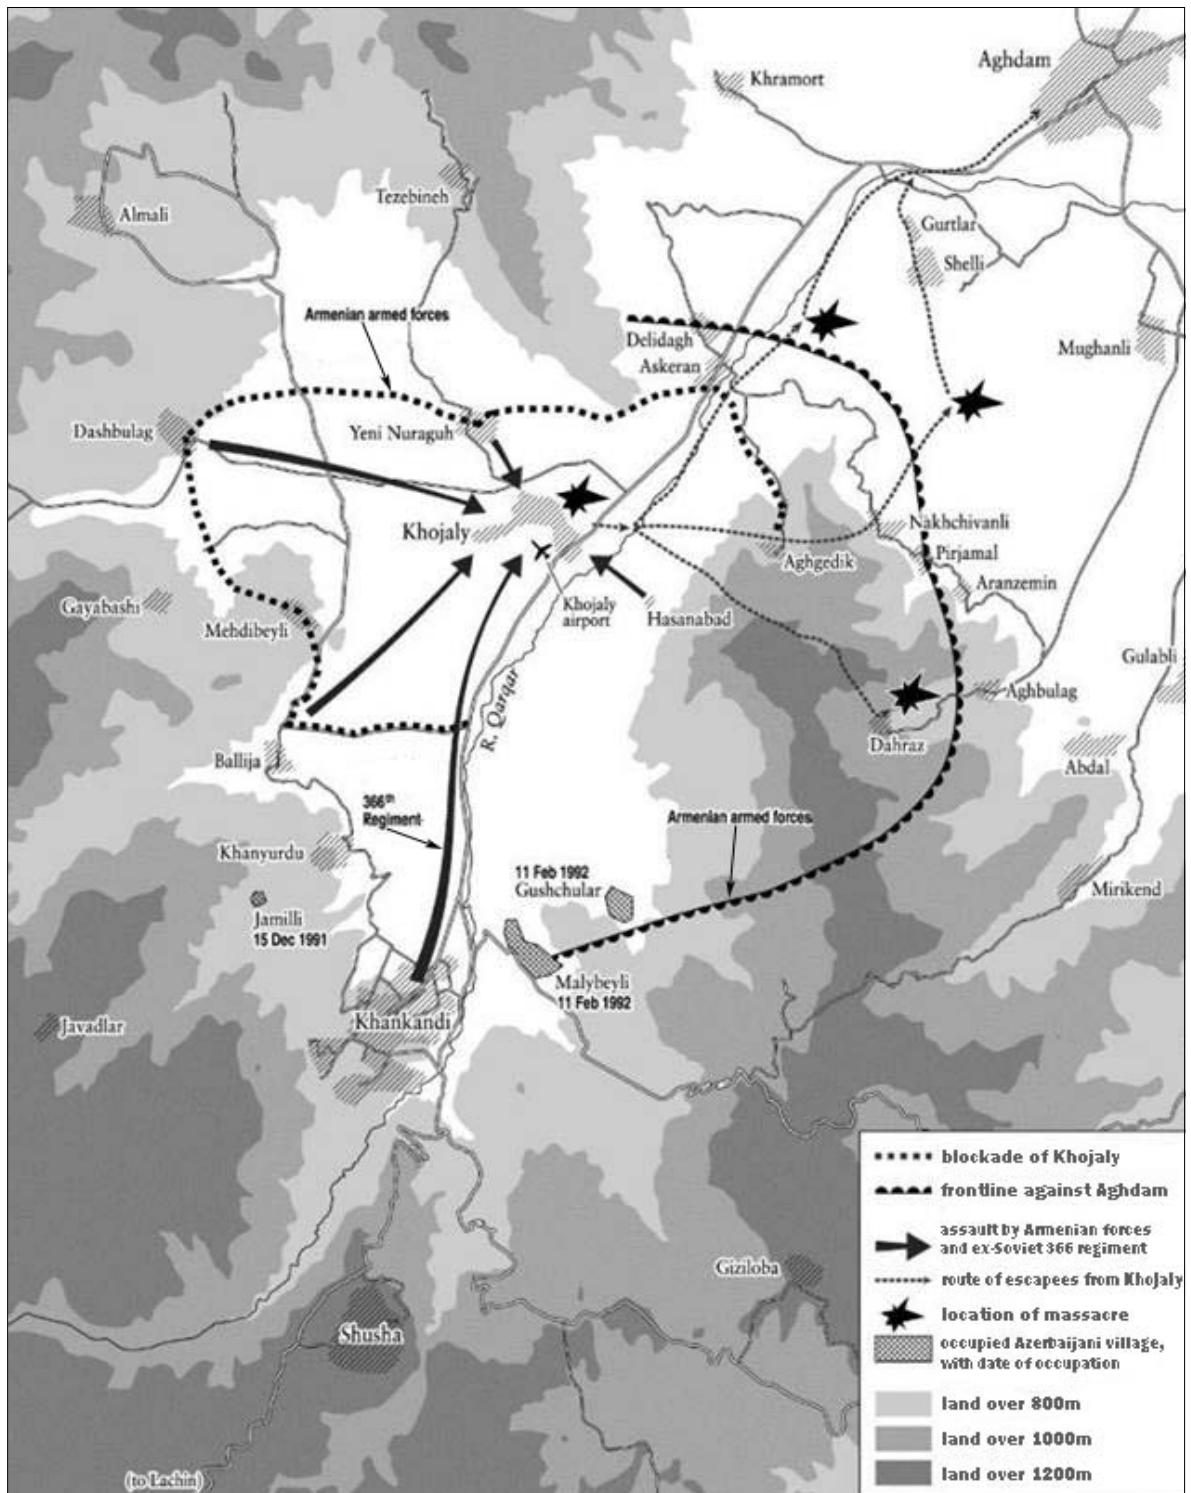 Aghdam
Khramort
Tezebineh
Almali
Gurtlar
Shelli
Armenian armed forces
Delidagh
Askeran
Mughanli
Dashbulag
Yeni Nuraguh
Khojaly
Nakhchivanli
Pirjamal
Aghgedik
Aranzemin
Gayabashi
Mehdibeyli
Khojaly
airport
Hasanabad
Gulabli
R. Qarqar
Aghbulag
Dahraz
Abdal
Ballija
366th
Regiment
Armenian armed forces
Khanyurdu
11 Feb 1992
Gushchular
Mirikend
Jamilli
15 Dec 1991
Malybeyli
11 Feb 1992
Javadlar
Khankandi
Giziloba
Shusha
(to Lachin)
blockade of Khojaly
frontline against Aghdam
assault by Armenian forces
and ex-Soviet 366 regiment
route of escapees from Khojaly
location of massacre
occupied Azerbaijani village,
with date of occupation
land over 800m
land over 1000m
land over 1200m